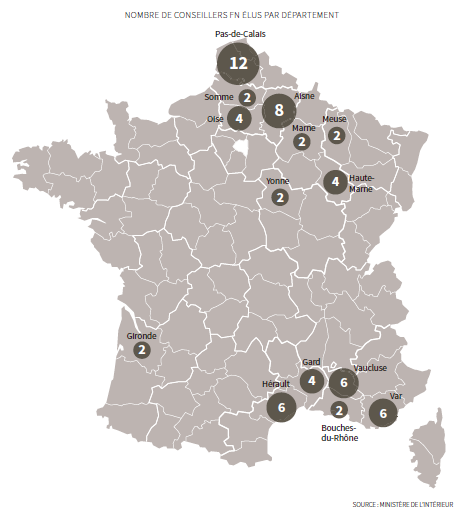 NOMBRE DE CONSEILLERS FN ÉLUS PAR DÉPARTEMENT
Pas-de-Calais
12
Somme 2
Aisne
8
Oise 4
Meuse
2
Marne
2
Yonne
2
4 Haute-
Marne
Gironde
2
Gard
4
Vaucluse
6
Hérault
6
Var
6
2
Bouches-
du-Rhône
SOURCE : MINISTÈRE DE L'INTÉRIEUR